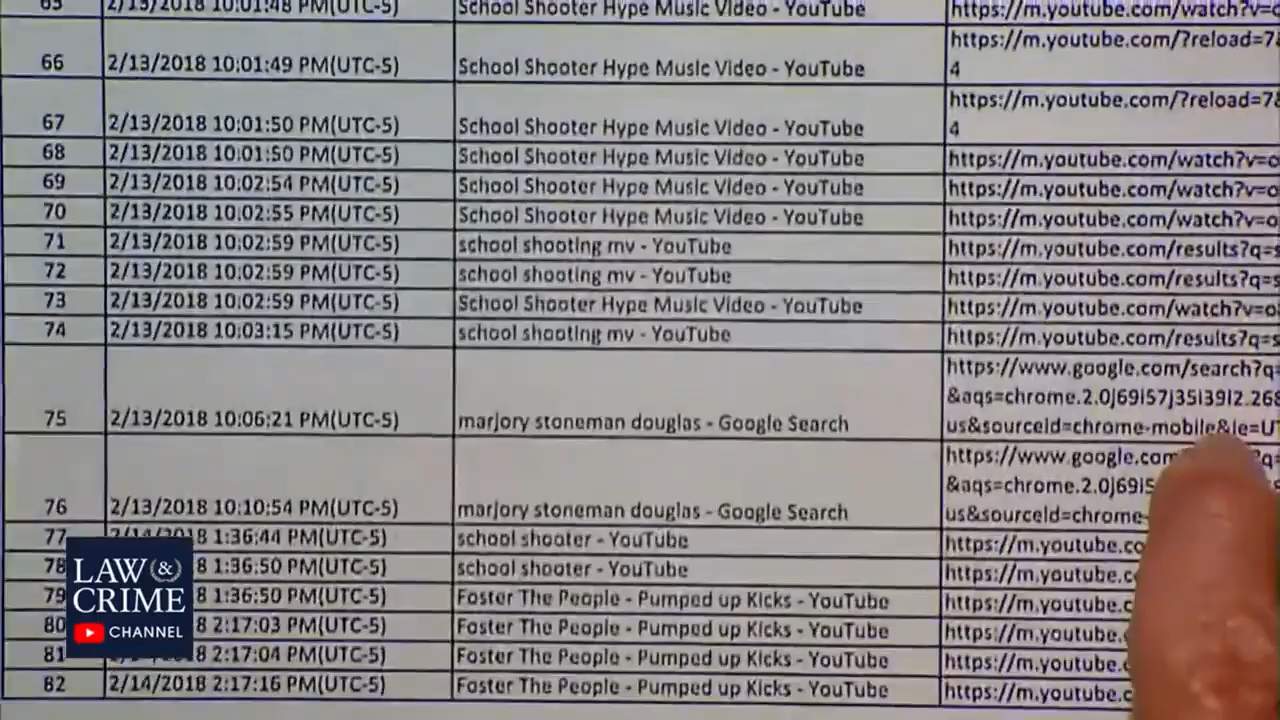 65 2/13/2018 10:01:48 PM(UTC-5) School Shooter Hype Music Video - YouTube https://m.youtube.com/watch?v=
https://m.youtube.com/?reload=7
66 2/13/2018 10:01:49 PM(UTC-5) School Shooter Hype Music Video - YouTube 4
https://m.youtube.com/?reload=7
67 2/13/2018 10:01:50 PM(UTC-5) School Shooter Hype Music Video - YouTube 4
68 2/13/2018 10:01:50 PM(UTC-5) School Shooter Hype Music Video - YouTube https://m.youtube.com/watch?v=
69 2/13/2018 10:02:54 PM(UTC-5) School Shooter Hype Music Video - YouTube https://m.youtube.com/watch?v=
70 2/13/2018 10:02:55 PM(UTC-5) School Shooter Hype Music Video - YouTube https://m.youtube.com/watch?v=
71 2/13/2018 10:02:59 PM(UTC-5) school shooting mv - YouTube https://m.youtube.com/results?q=s
72 2/13/2018 10:02:59 PM(UTC-5) school shooting mv - YouTube https://m.youtube.com/results?q=s
73 2/13/2018 10:02:59 PM(UTC-5) School Shooter Hype Music Video - YouTube https://m.youtube.com/watch?v=
74 2/13/2018 10:03:15 PM(UTC-5) school shooting mv - YouTube https://m.youtube.com/results?q=s
https://www.google.com/search?q=
&aqs=chrome.2.0j69i57j35i39l2.268
75 2/13/2018 10:06:21 PM(UTC-5) marjory stoneman douglas - Google Search us&sourceid=chrome-mobile&ie=UT
https://www.google.com q=
&aqs=chrome.2.0j69i5
76 2/13/2018 10:10:54 PM(UTC-5) marjory stoneman douglas - Google Search us&sourceid=chrome-
77 2/14/2018 1:36:44 PM(UTC-5) school shooter - YouTube https://m.youtube.co
78 8 1:36:50 PM(UTC-5) school shooter - YouTube https://m.youtube.c
79 8 1:36:50 PM(UTC-5) Foster The People - Pumped up Kicks - YouTube https://m.youtube.c
80 8 2:17:03 PM(UTC-5) Foster The People - Pumped up Kicks - YouTube https://m.youtube.c
81 8 2:17:04 PM(UTC-5) Foster The People - Pumped up Kicks - YouTube https://m.youtube.c
82 2/14/2018 2:17:16 PM(UTC-5) Foster The People - Pumped up Kicks - YouTube https://m.youtube.c
LAW &
CRIME
CHANNEL